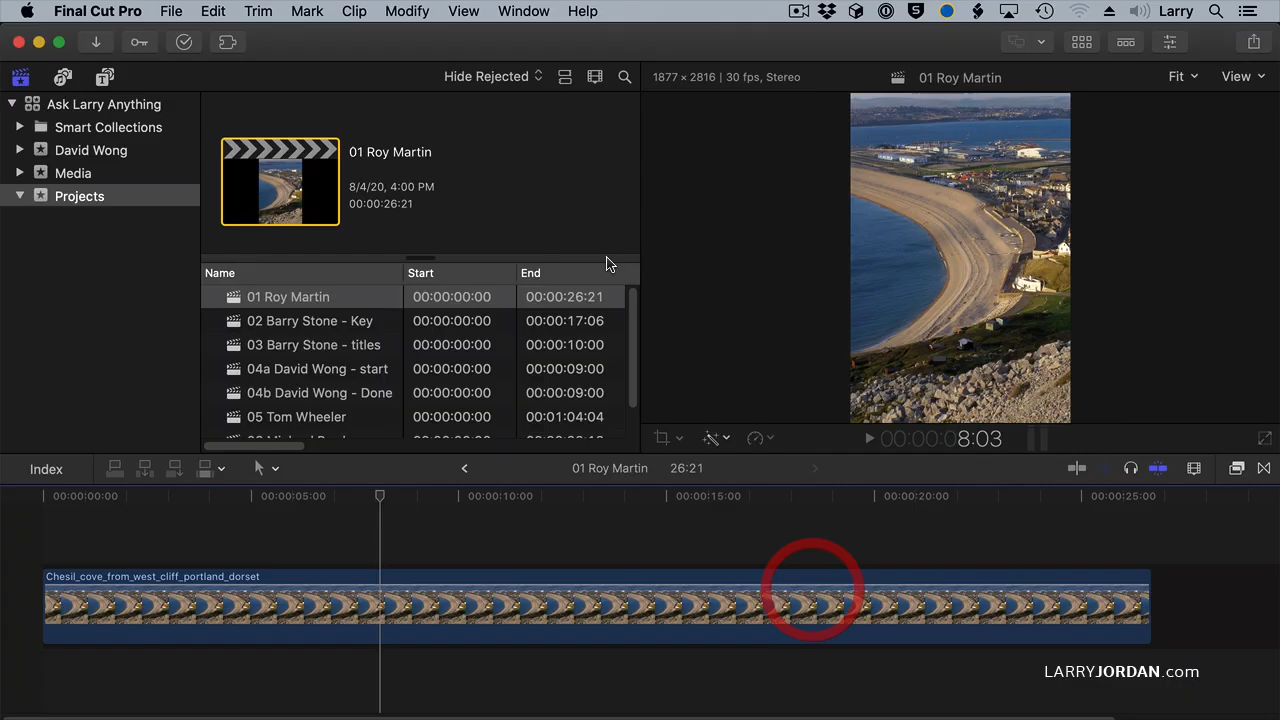 Final Cut Pro File Edit Trim Mark Clip Modify View Window Help Larry
Hide Rejected 1877 × 2816 | 30 fps, Stereo 01 Roy Martin Fit View
Ask Larry Anything
Smart Collections
David Wong
Media
Projects
01 Roy Martin
8/4/20, 4:00 PM
00:00:26:21
Name Start End
01 Roy Martin 00:00:00:00 00:00:26:21
02 Barry Stone - Key 00:00:00:00 00:00:17:06
03 Barry Stone - titles 00:00:00:00 00:00:10:00
04a David Wong - start 00:00:00:00 00:00:09:00
04b David Wong - Done 00:00:00:00 00:00:09:00
05 Tom Wheeler 00:00:00:00 00:01:04:04
00:00:08:03
Index 01 Roy Martin 26:21
00:00:00:00 00:00:05:00 00:00:10:00 00:00:15:00 00:00:20:00 00:00:25:00
Chesil_cove_from_west_cliff_portland_dorset
LARRYJORDAN.com